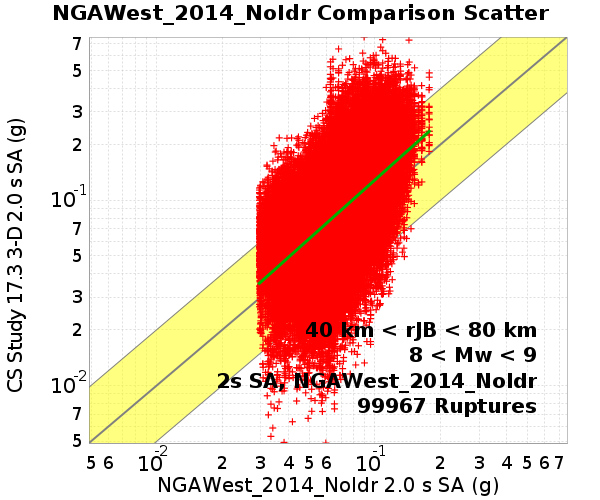 NGAWest_2014_NoIdr Comparison Scatter
7
5
3
2
10-1
7
5
3
2
10-2
7
5
CS Study 17.3 3-D 2.0 s SA (g)
40 km < rJB < 80 km
8 < Mw < 9
2s SA, NGAWest_2014_NoIdr
99967 Ruptures
5 6 10-2 2 3 4 5 6 10-1 2 3 4 5 6 7
NGAWest_2014_NoIdr 2.0 s SA (g)